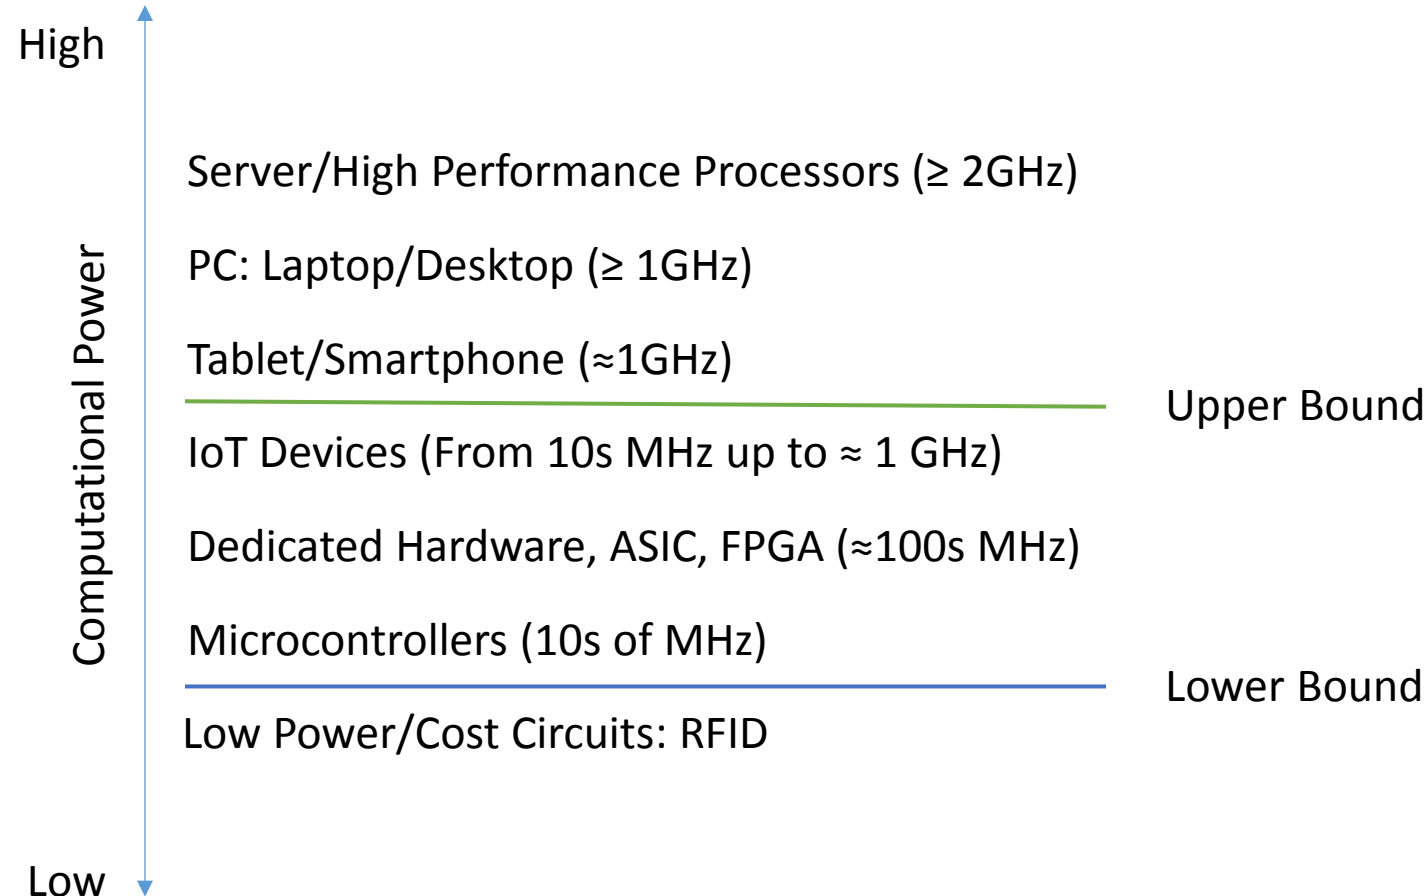 High
Server/High Performance Processors (≥ 2GHz)
PC: Laptop/Desktop (≥ 1GHz)
Computational Power
Tablet/Smartphone (≈1GHz)
Upper Bound
IoT Devices (From 10s MHz up to ≈ 1 GHz)
Dedicated Hardware, ASIC, FPGA (≈100s MHz)
Microcontrollers (10s of MHz)
Lower Bound
Low Power/Cost Circuits: RFID
Low